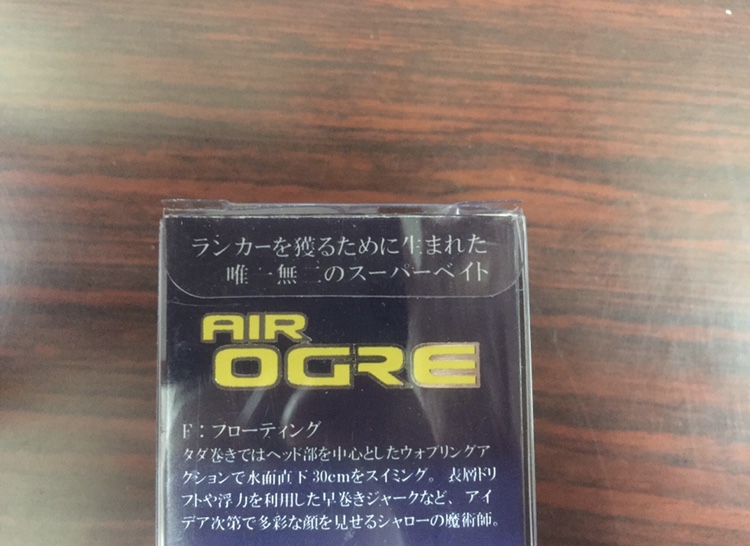 ランカーを獲るために生まれた
唯一無二のスーパーベイト
AIR
OGRE
F：フローティング
タダ巻きではヘッド部を中心としたウォブリングア
クションで水面直下30cmをスイミング。表層ドリ
フトや浮力を利用した早巻きジャークなど、アイ
デア次第で多彩な顔を見せるシャローの魔術師。